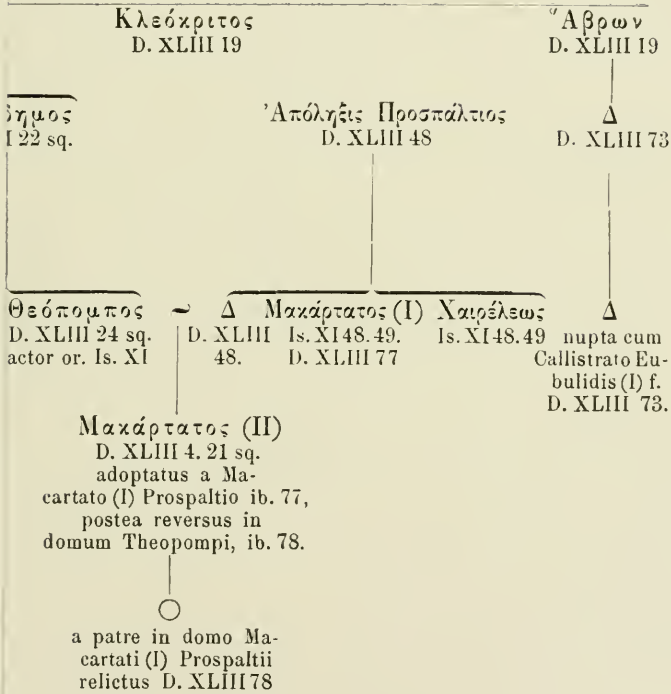 Κλεόκριτος
D. XLIII 19
Ἅβρων
D. XLIII 19
δημος
I 22 sq.
Ἀπόληξις Προσπάλτιος
D. XLIII 48
Δ
D. XLIII 73
Θεόπομπος ~ Δ Μακάρτατος (I) Χαιρέλεως Δ
D. XLIII 24 sq. D. XLIII Is. XI 48. 49. Is. XI 48. 49 nupta cum
actor or. Is. XI 48. D. XLIII 77 Callistrato Eu-
bulidis (I) f.
D. XLIII 73.
Μακάρτατος (II)
D. XLIII 4. 21 sq.
adoptatus a Ma-
cartato (I) Prospaltio ib. 77,
postea reversus in
domum Theopompi, ib. 78.
a patre in domo Ma-
cartati (I) Prospaltii
relictus D. XLIII 78